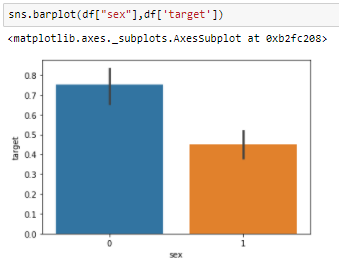 sns.barplot(df["sex"],df['target'])
<matplotlib.axes._subplots.AxesSubplot at 0xb2fc208>
0.8
0.7
0.6
0.5
0.4
0.3
0.2
0.1
0.0
target
0
1
sex